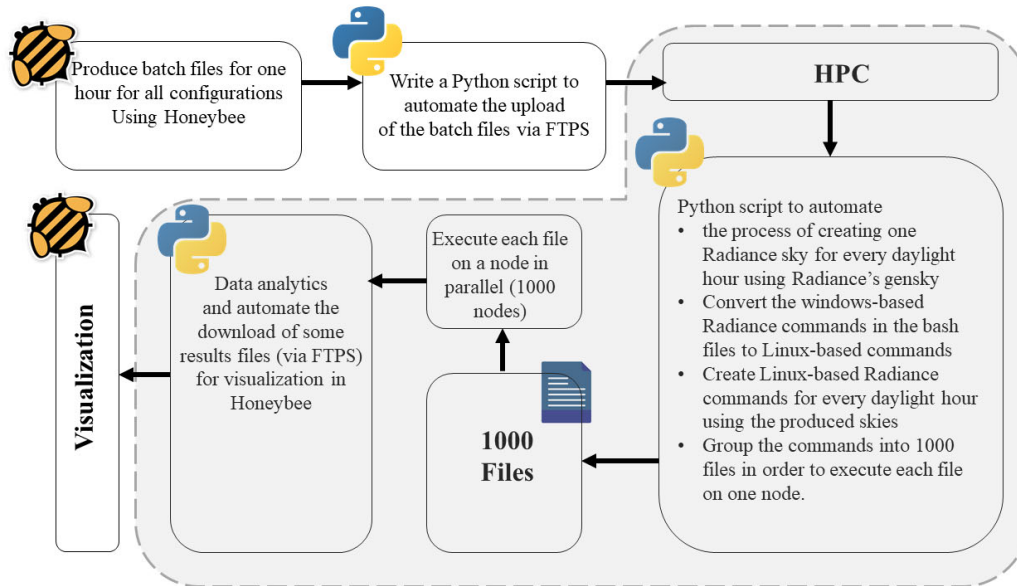 Produce batch files for one
hour for all configurations
Using Honeybee
Write a Python script to
automate the upload
of the batch files via FTPS
HPC
Python script to automate
• the process of creating one
Radiance sky for every daylight
hour using Radiance’s gensky
• Convert the windows-based
Radiance commands in the bash
files to Linux-based commands
• Create Linux-based Radiance
commands for every daylight hour
using the produced skies
• Group the commands into 1000
files in order to execute each file
on one node.
1000
Files
Execute each file
on a node in
parallel (1000
nodes)
Data analytics
and automate the
download of some
results files (via FTPS)
for visualization in
Honeybee
Visualization